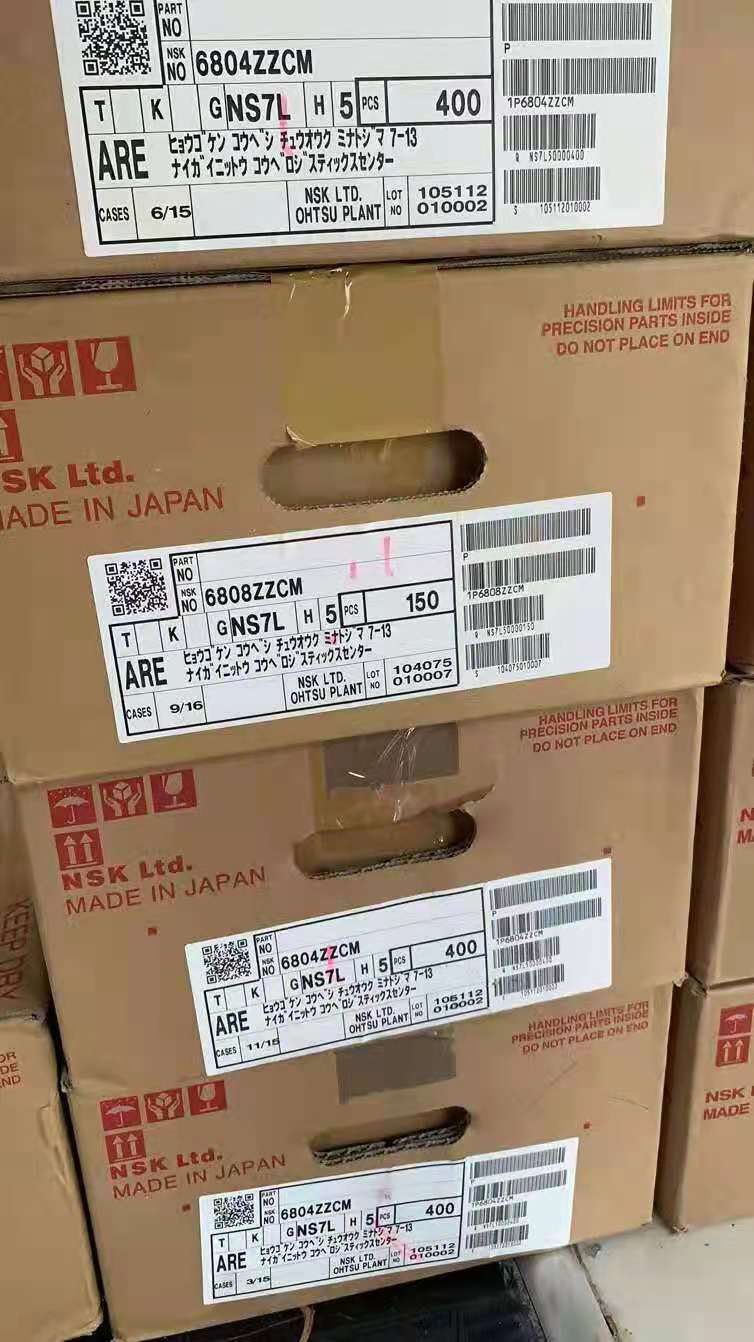 PART NO
NSK NO 6804ZZCM
T K G NS7L H 5 PCS 400
ARE ヒョウゴケン コウベシ チュウオウク ミナトジマ 7-13
ナイガイニットウ コウベロジスティックスセンター
CASES 6/15 NSK LTD. OHTSU PLANT LOT NO 105112 010002
P
1P6804ZZCM
Q NS7L50000400
S 105112010002
HANDLING LIMITS FOR
PRECISION PARTS INSIDE
DO NOT PLACE ON END
SK Ltd.
MADE IN JAPAN
PART NO
NSK NO 6808ZZCM
T K G NS7L H 5 PCS 150
ARE ヒョウゴケン コウベシ チュウオウク ミナトジマ 7-13
ナイガイニットウ コウベロジスティックスセンター
CASES 9/16 NSK LTD. OHTSU PLANT LOT NO 104075 010007
P
1P6808ZZCM
Q NS7L50000150
S 104075010007
HANDLING LIMITS FOR
PRECISION PARTS INSIDE
DO NOT PLACE ON END
NSK Ltd.
MADE IN JAPAN
PART NO
NSK NO 6804ZZCM
T K G NS7L H 5 PCS 400
ARE ヒョウゴケン コウベシ チュウオウク ミナトジマ 7-13
ナイガイニットウ コウベロジスティックスセンター
CASES 11/15 NSK LTD. OHTSU PLANT LOT NO 105112 010002
P
1P6804ZZCM
KEEP DRY
HANDLING LIMITS FOR
PRECISION PARTS INSIDE
DO NOT PLACE ON END
NSK Ltd.
MADE IN JAPAN
PART NO
NSK NO 6804ZZCM
T K G NS7L H 5 PCS 400
ARE ヒョウゴケン コウベシ チュウオウク ミナトジマ 7-13
ナイガイニットウ コウベロジスティックスセンター
CASES 3/15 NSK LTD. OHTSU PLANT LOT NO 105112 010002
1P6804ZZCM
NSK
MADE